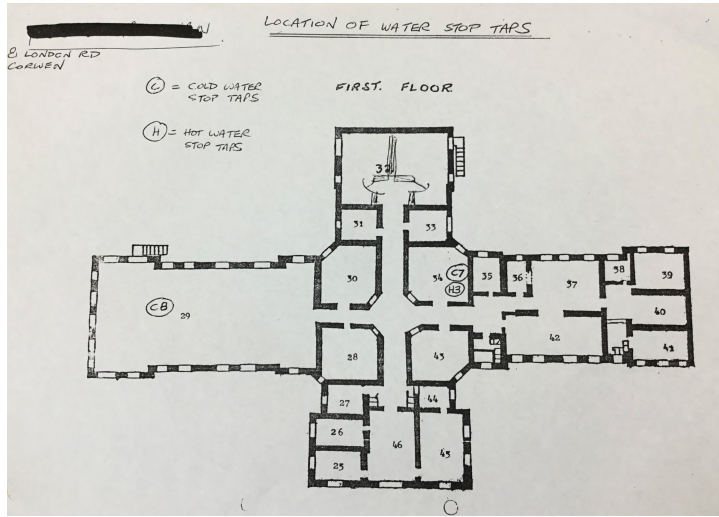 LOCATION OF WATER STOP TAPS
8 LONDON RD
CORWEN
C = COLD WATER
STOP TAPS
FIRST. FLOOR
H = HOT WATER
STOP TAPS
32
31
33
30
34
C7
H3
35
36
37
38
39
40
41
42
C8
29
28
43
27
44
26
46
45
25